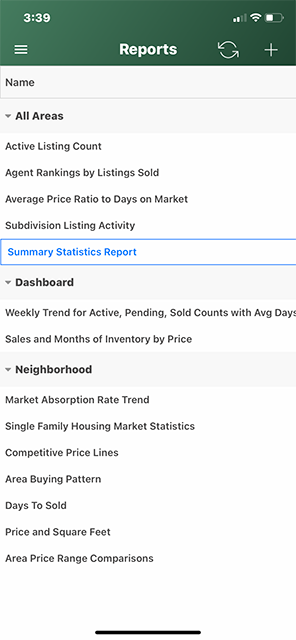 3:39
Reports
Name
All Areas
Active Listing Count
Agent Rankings by Listings Sold
Average Price Ratio to Days on Market
Subdivision Listing Activity
Summary Statistics Report
Dashboard
Weekly Trend for Active, Pending, Sold Counts with Avg Days
Sales and Months of Inventory by Price
Neighborhood
Market Absorption Rate Trend
Single Family Housing Market Statistics
Competitive Price Lines
Area Buying Pattern
Days To Sold
Price and Square Feet
Area Price Range Comparisons